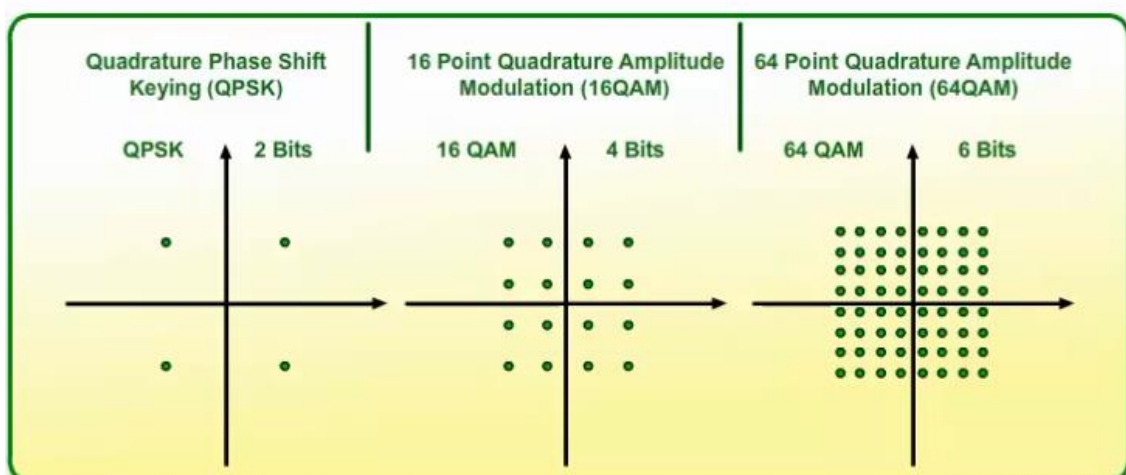 Quadrature Phase Shift
Keying (QPSK)
QPSK 2 Bits
16 Point Quadrature Amplitude
Modulation (16QAM)
16 QAM 4 Bits
64 Point Quadrature Amplitude
Modulation (64QAM)
64 QAM 6 Bits